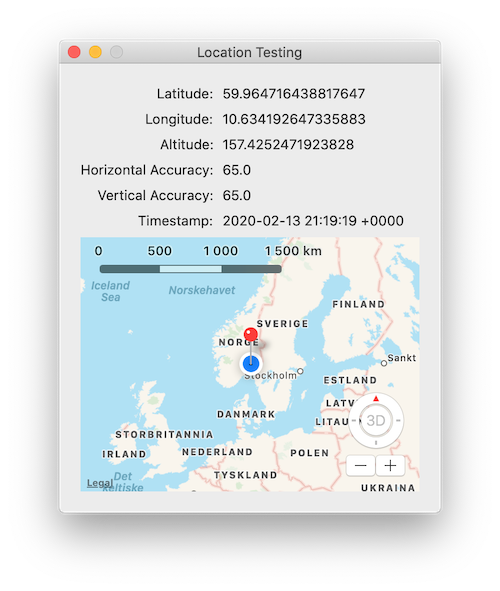 Location Testing
Latitude: 59.964716438817647
Longitude: 10.634192647335883
Altitude: 157.4252471923828
Horizontal Accuracy: 65.0
Vertical Accuracy: 65.0
Timestamp: 2020-02-13 21:19:19 +0000
0 500 1 000 1 500 km
Iceland
Sea
Norskehavet
FINLAND
SVERIGE
NORGE
Sankt
Stockholm
ESTLAND
LATV
DANMARK
LITAU
3D
STORBRITANNIA
IRLAND
NEDERLAND
POLEN
TYSKLAND
Det
keltiske
Legal
UKRAINA